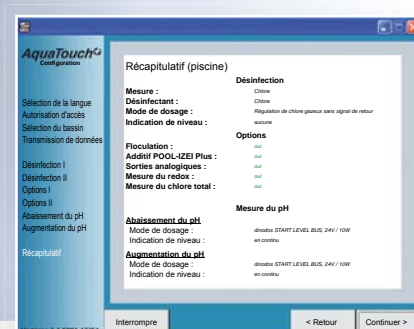 AquaTouch
Configuration
Sélection de la langue
Autorisation d'accès
Sélection du bassin
Transmission de données
Désinfection I
Désinfection II
Options I
Options II
Abaissement du pH
Augmentation du pH
Récapitulatif
Récapitulatif (piscine)
Désinfection
Mesure : Chlore
Désinfectant : Chlore
Mode de dosage : Régulation de chlore gazeux sans signal de retour
Indication de niveau : aucune
Options
Floculation : oui
Additif POOL-IZEI Plus : oui
Sorties analogiques : oui
Mesure du redox : oui
Mesure du chlore total : oui
Mesure du pH
Abaissement du pH
Mode de dosage : dinodos START LEVEL BUS, 24V / 10W
Indication de niveau : en continu
Augmentation du pH
Mode de dosage : dinodos START LEVEL BUS, 24V / 10W
Indication de niveau : en continu
Interrompre
< Retour
Continuer >